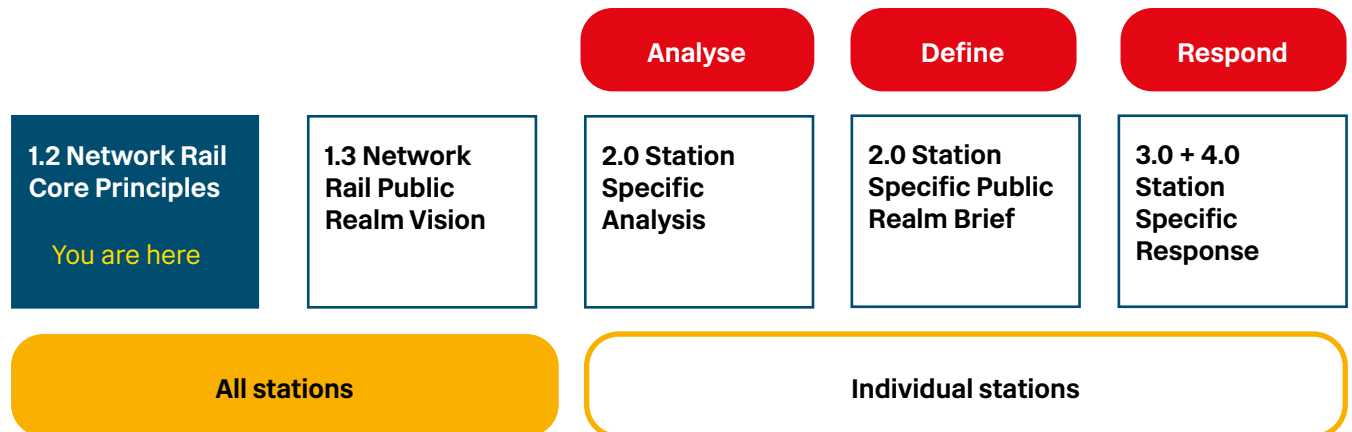 Analyse
Define
Respond
1.2 Network Rail
Core Principles
You are here
1.3 Network
Rail Public
Realm Vision
2.0 Station
Specific
Analysis
2.0 Station
Specific Public
Realm Brief
3.0 + 4.0
Station
Specific
Response
All stations
Individual stations